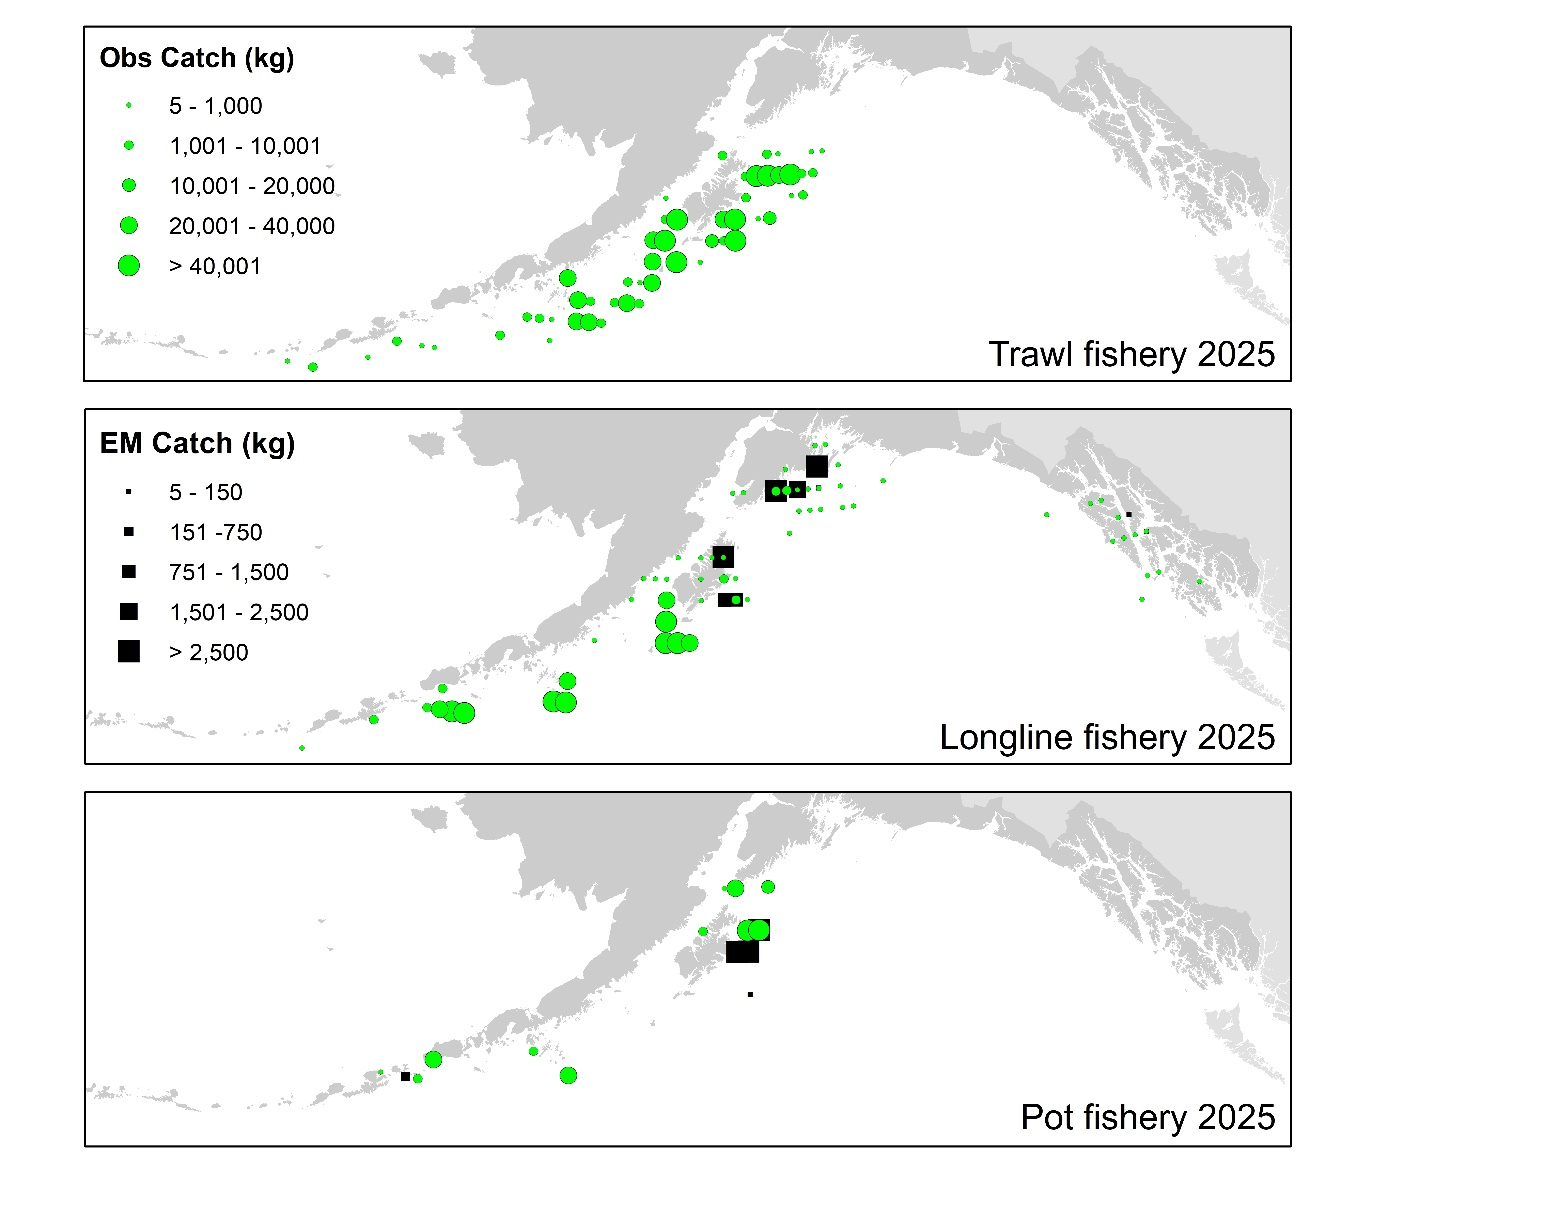 Obs Catch (kg)
5 - 1,000
1,001 - 10,001
10,001 - 20,000
20,001 - 40,000
> 40,001
Trawl fishery 2025
EM Catch (kg)
5 - 150
151 -750
751 - 1,500
1,501 - 2,500
> 2,500
Longline fishery 2025
Pot fishery 2025